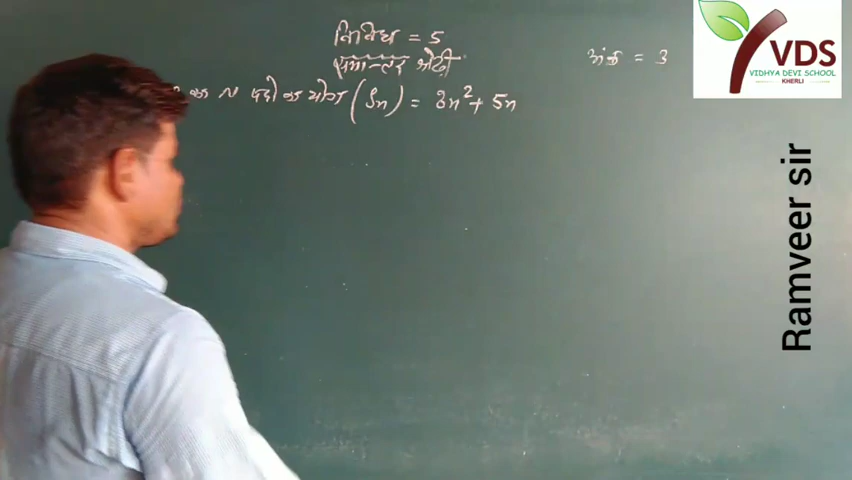 निविध = 5
समान्तर श्रेढी
अंक = 3
का n पदो का योग (Sn) = 3n² + 5n
VDS
VIDHYA DEVI SCHOOL
KHERLI
Ramveer sir